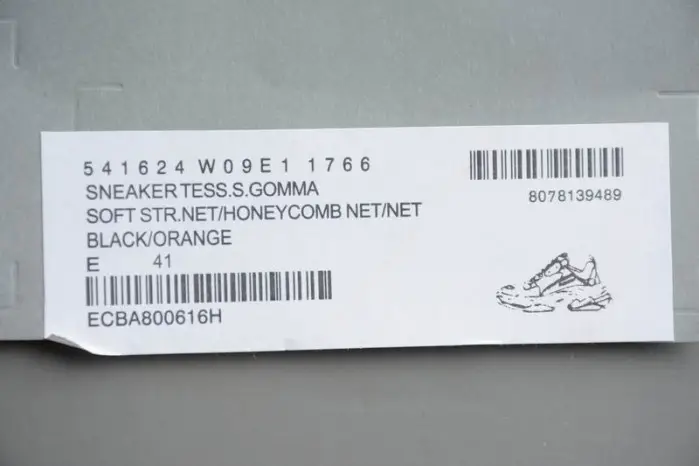 541624 W09E1 1766
SNEAKER TESS.S.GOMMA
SOFT STR.NET/HONEYCOMB NET/NET
BLACK/ORANGE
E 41
ECBA800616H
8078139489